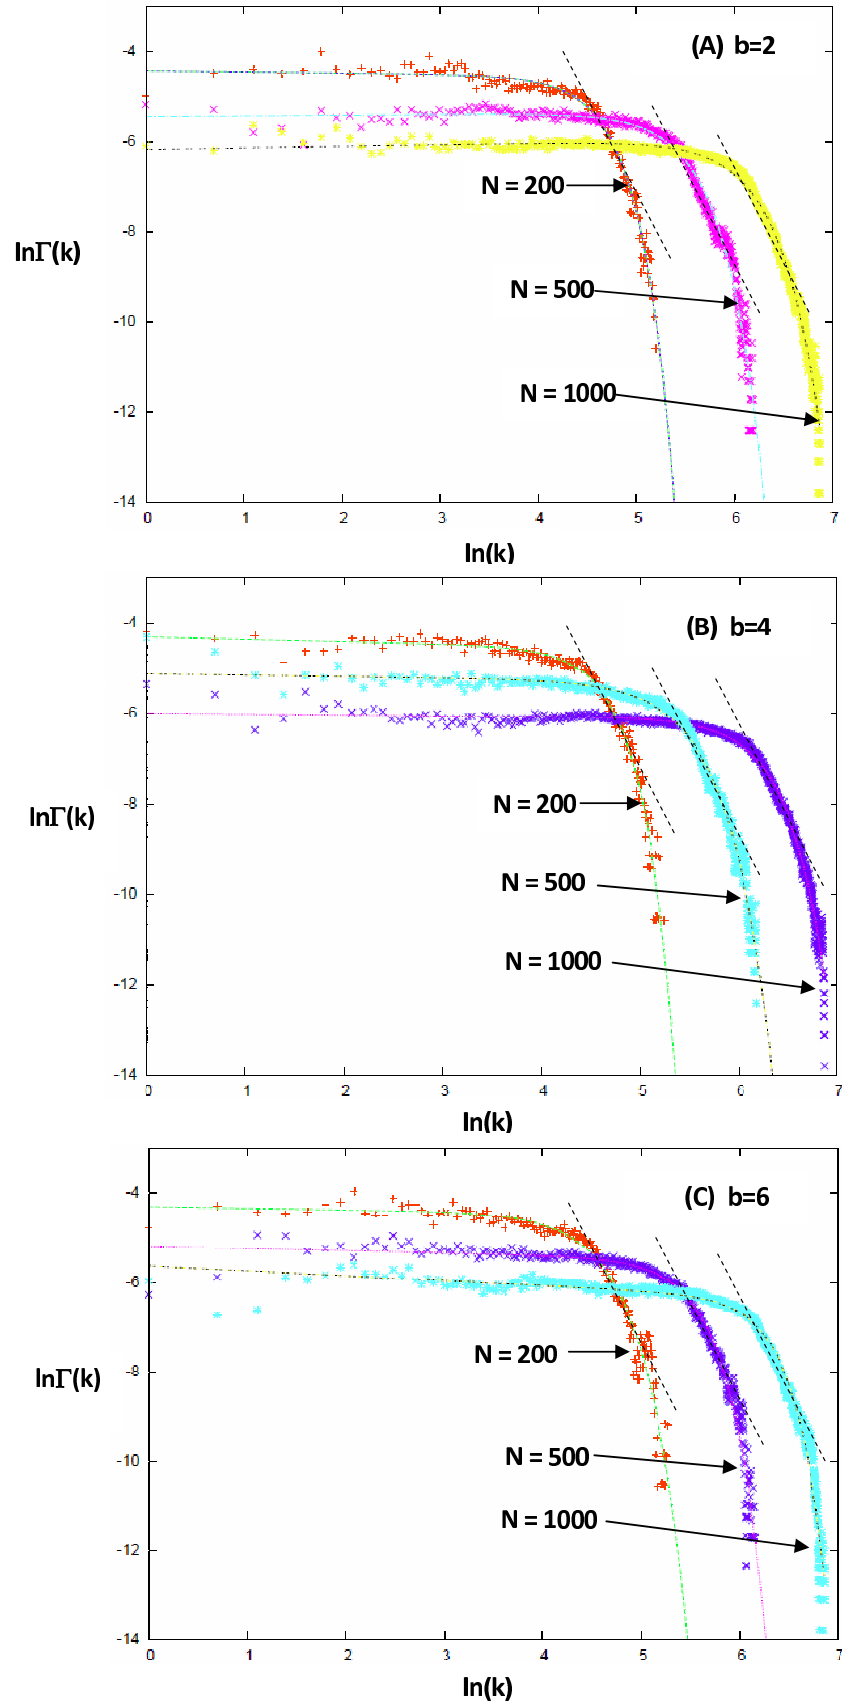 (A) b=2
-4
-6
N = 200
-8
lnΓ(k)
N = 500
-10
N = 1000
-12
-14
0 1 2 3 4 5 6 7
ln(k)
(B) b=4
-4
-6
N = 200
-8
lnΓ(k)
N = 500
-10
N = 1000
-12
-14
0 1 2 3 4 5 6 7
ln(k)
(C) b=6
-4
-6
N = 200
-8
lnΓ(k)
N = 500
-10
N = 1000
-12
-14
0 1 2 3 4 5 6 7
ln(k)